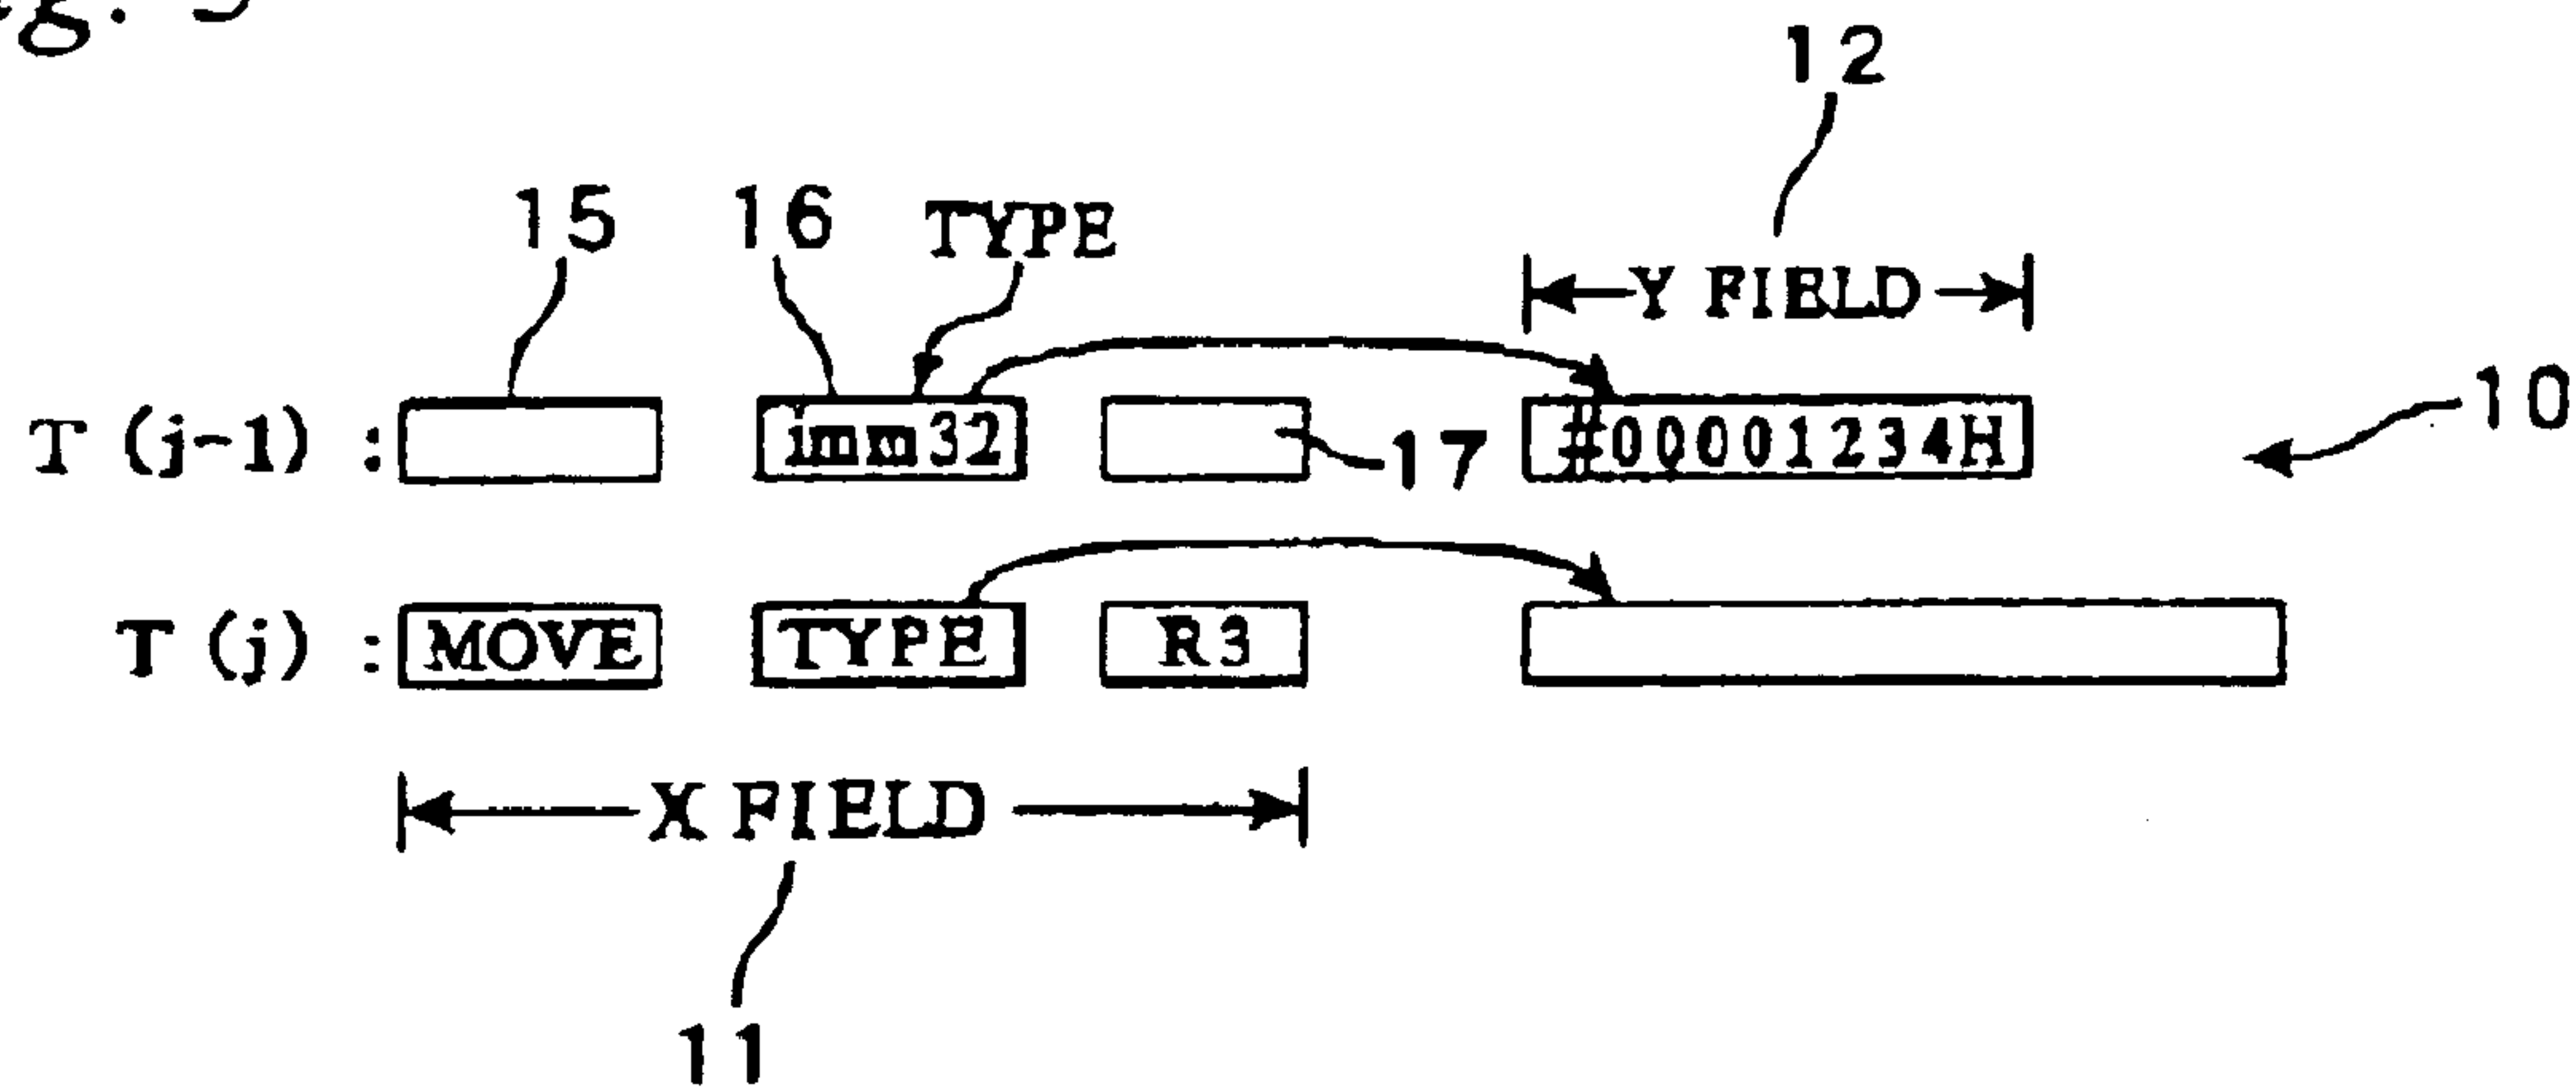 12
15 16 TYPE
Y FIELD
10
T (j-1) : imm32 17 #00001234H
T (j) : MOVE TYPE R3
X FIELD
11